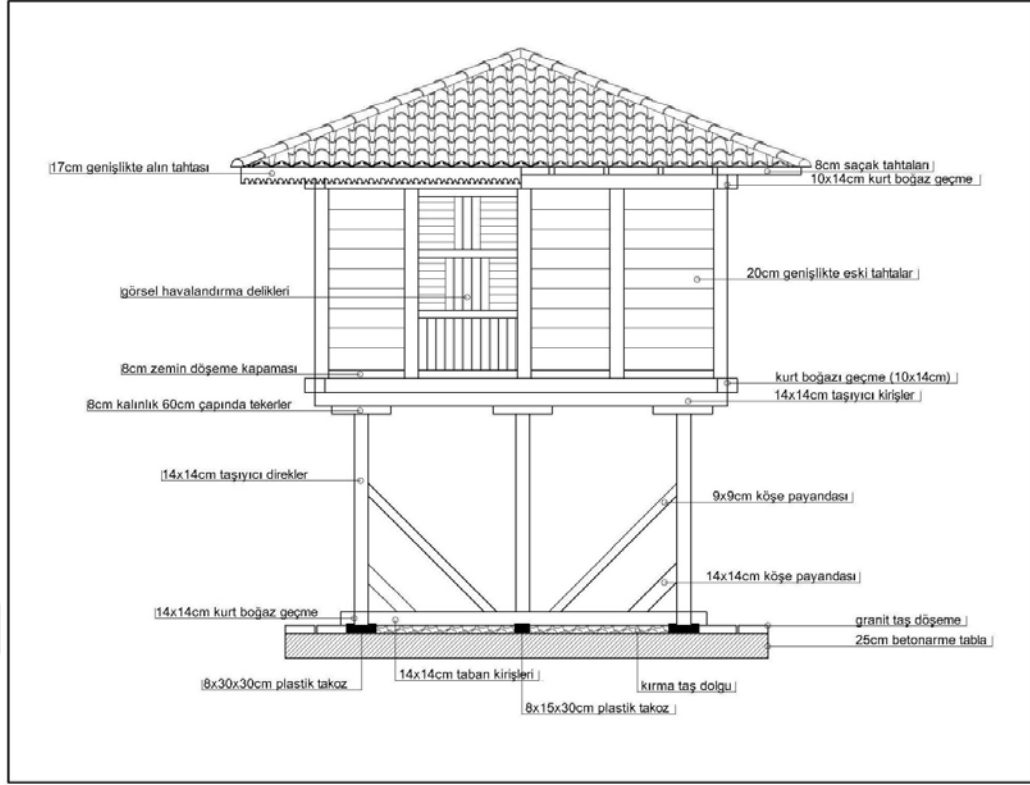 17cm genişlikte alın tahtası
8cm saçak tahtaları
10x14cm kurt boğaz geçme
20cm genişlikte eski tahtalar
görsel havalandırma delikleri
8cm zemin döşeme kapaması
kurt boğazı geçme (10x14cm)
14x14cm taşıyıcı kirişler
8cm kalınlık 60cm çapında tekerler
14x14cm taşıyıcı direkler
9x9cm köşe payandası
14x14cm köşe payandası
14x14cm kurt boğaz geçme
granit taş döşeme
25cm betonarme tabla
14x14cm taban kirişleri
8x30x30cm plastik takoz
kırma taş dolgu
8x15x30cm plastik takoz